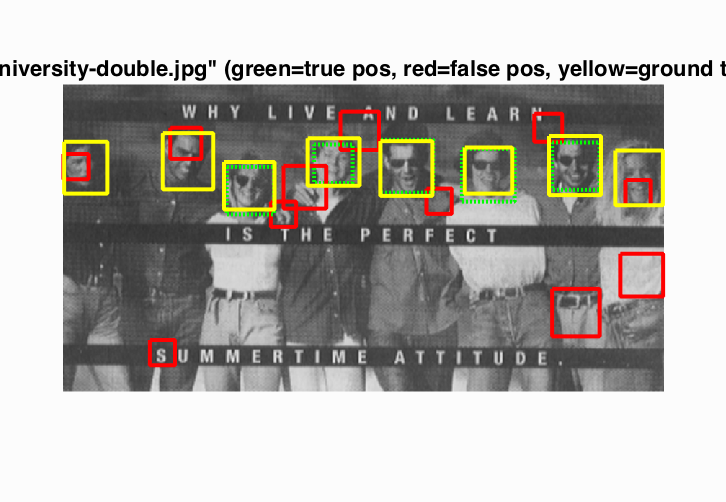 niversity-double.jpg" (green=true pos, red=false pos, yellow=ground t
WHY LIVE AND LEARN
IS THE PERFECT
SUMMERTIME ATTITUDE.